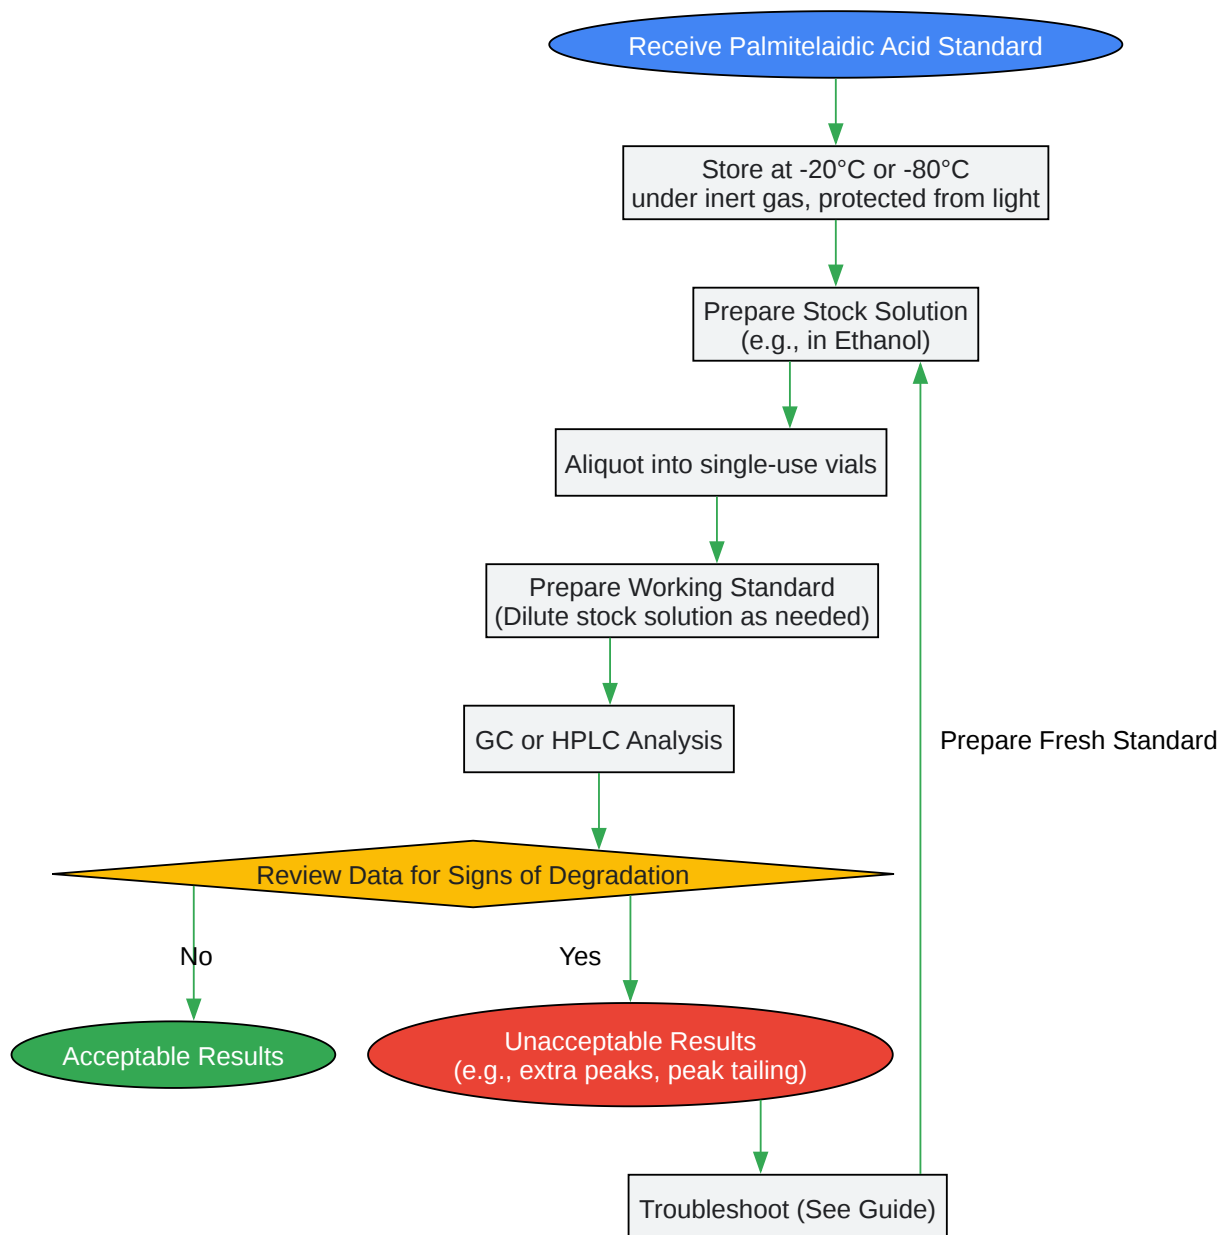 Receive Palmitelaidic Acid Standard
Store at -20°C or -80°C
under inert gas, protected from light
Prepare Stock Solution
(e.g., in Ethanol)
Aliquot into single-use vials
Prepare Working Standard
(Dilute stock solution as needed)
GC or HPLC Analysis
Prepare Fresh Standard
Review Data for Signs of Degradation
No
Yes
Acceptable Results
Unacceptable Results
(e.g., extra peaks, peak tailing)
Troubleshoot (See Guide)